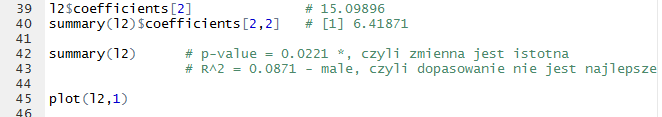 39 l2$coefficients[2] # 15.09896
40 summary(l2)$coefficients[2,2] # [1] 6.41871
41
42 summary(l2) # p-value = 0.0221 *, czyli zmienna jest istotna
43 # R^2 = 0.0871 - male, czyli dopasowanie nie jest najlepsze
44
45 plot(l2,1)
46